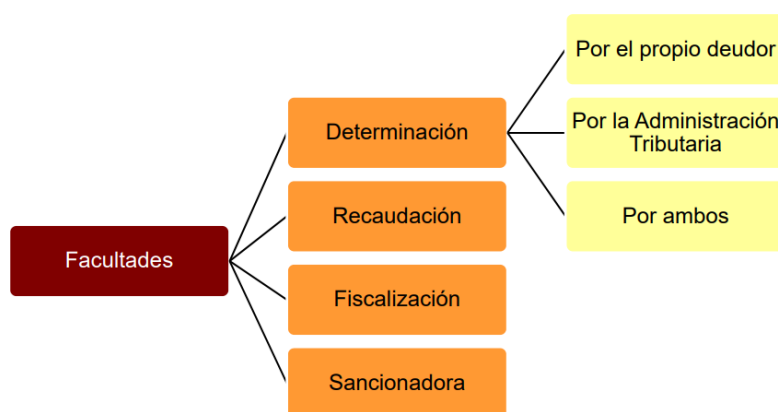 Facultades
Determinación
Recaudación
Fiscalización
Sancionadora
Por el propio deudor
Por la Administración
Tributaria
Por ambos